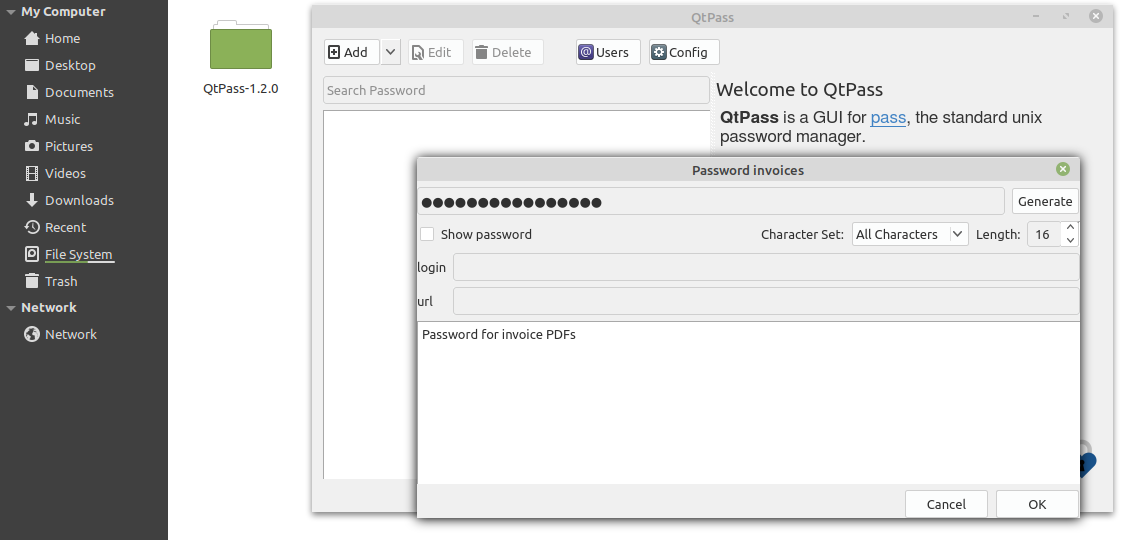 My Computer
Home
Desktop
Documents
Music
Pictures
Videos
Downloads
Recent
File System
Trash
Network
Network
QtPass-1.2.0
QtPass
Add
Edit
Delete
@ Users
Config
Search Password
Welcome to QtPass
QtPass is a GUI for pass, the standard unix
password manager.
Password invoices
Generate
Show password
Character Set: All Characters Length: 16
login
url
Password for invoice PDFs
Cancel OK